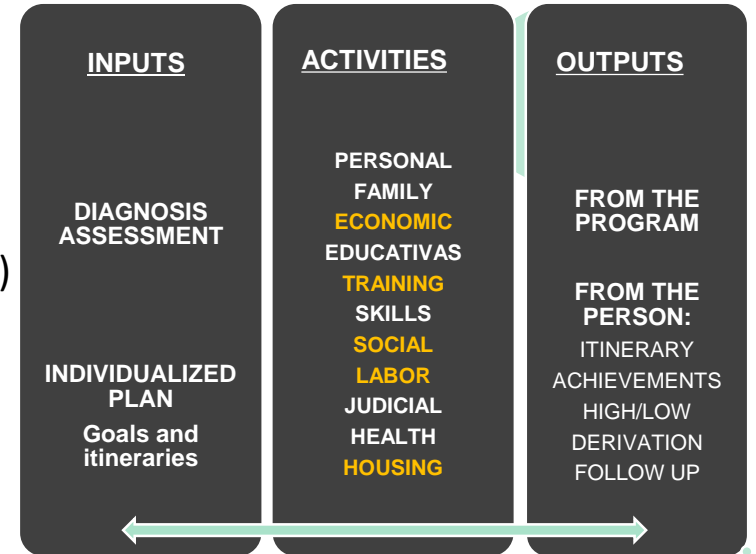 )
INPUTS
DIAGNOSIS
ASSESSMENT
INDIVIDUALIZED
PLAN
Goals and
itineraries
ACTIVITIES
PERSONAL
FAMILY
ECONOMIC
EDUCATIVAS
TRAINING
SKILLS
SOCIAL
LABOR
JUDICIAL
HEALTH
HOUSING
OUTPUTS
FROM THE
PROGRAM
FROM THE
PERSON:
ITINERARY
ACHIEVEMENTS
HIGH/LOW
DERIVATION
FOLLOW UP